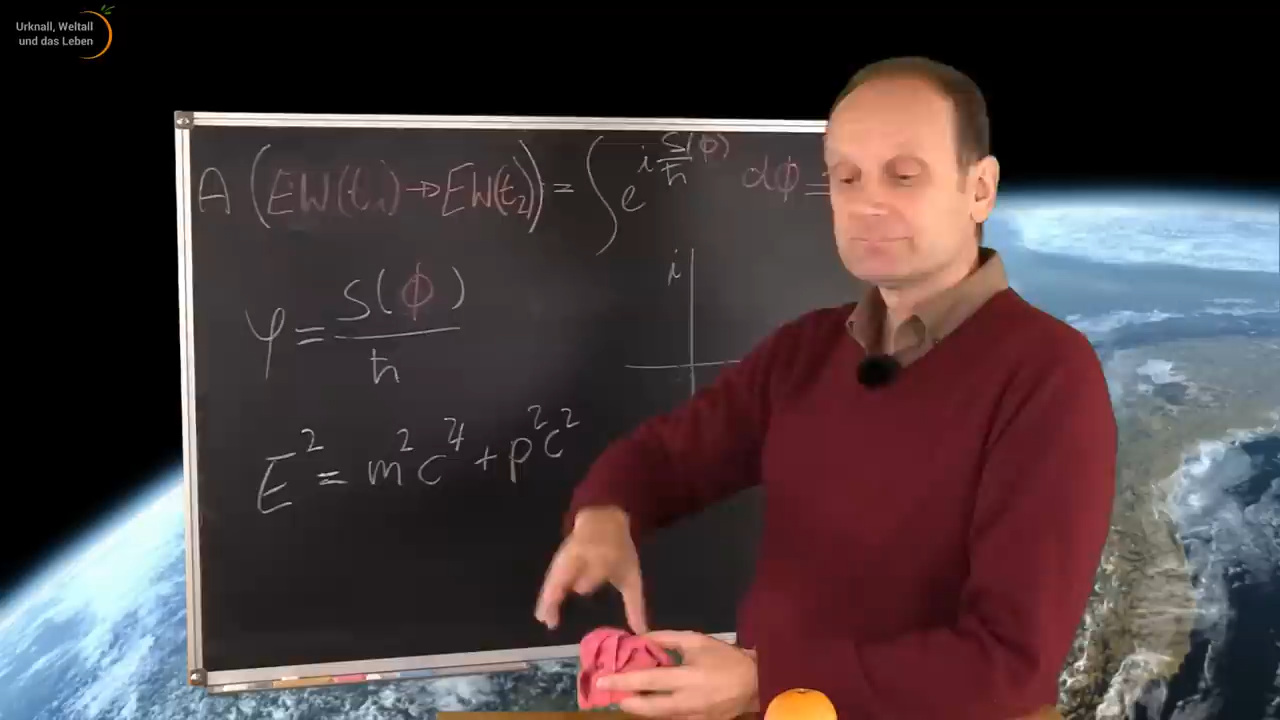 Urknall, Weltall
und das Leben
A (EW(t₁) → EW(t₂)) = ∫ e^{i S(ϕ)/ℏ} dϕ =
i
φ = S(ϕ)/ℏ
E² = m²c⁴ + p²c²